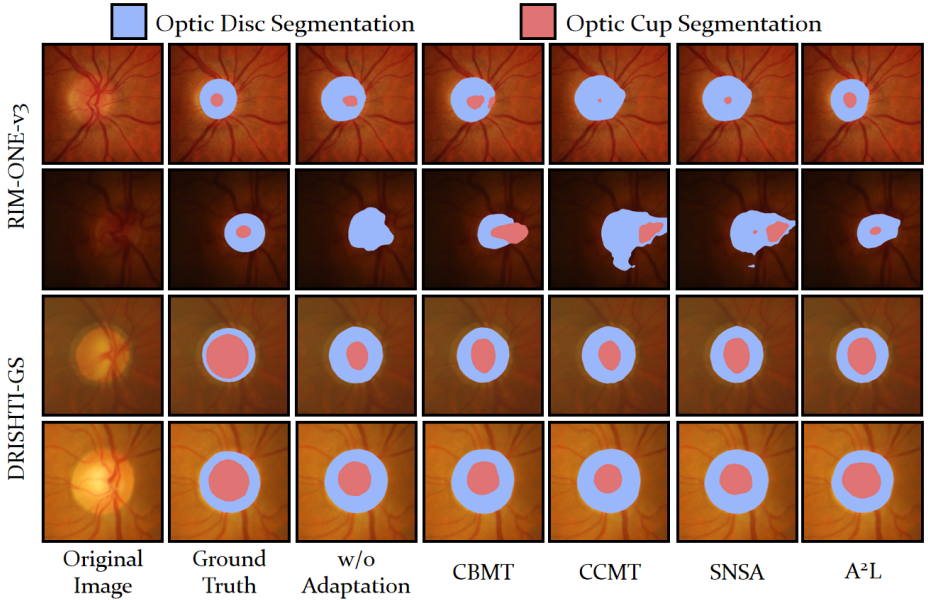 Optic Disc Segmentation
Optic Cup Segmentation
RIM-ONE-v3
DRISHTI-GS
Original Image
Ground Truth
w/o Adaptation
CBMT
CCMT
SNSA
A²L